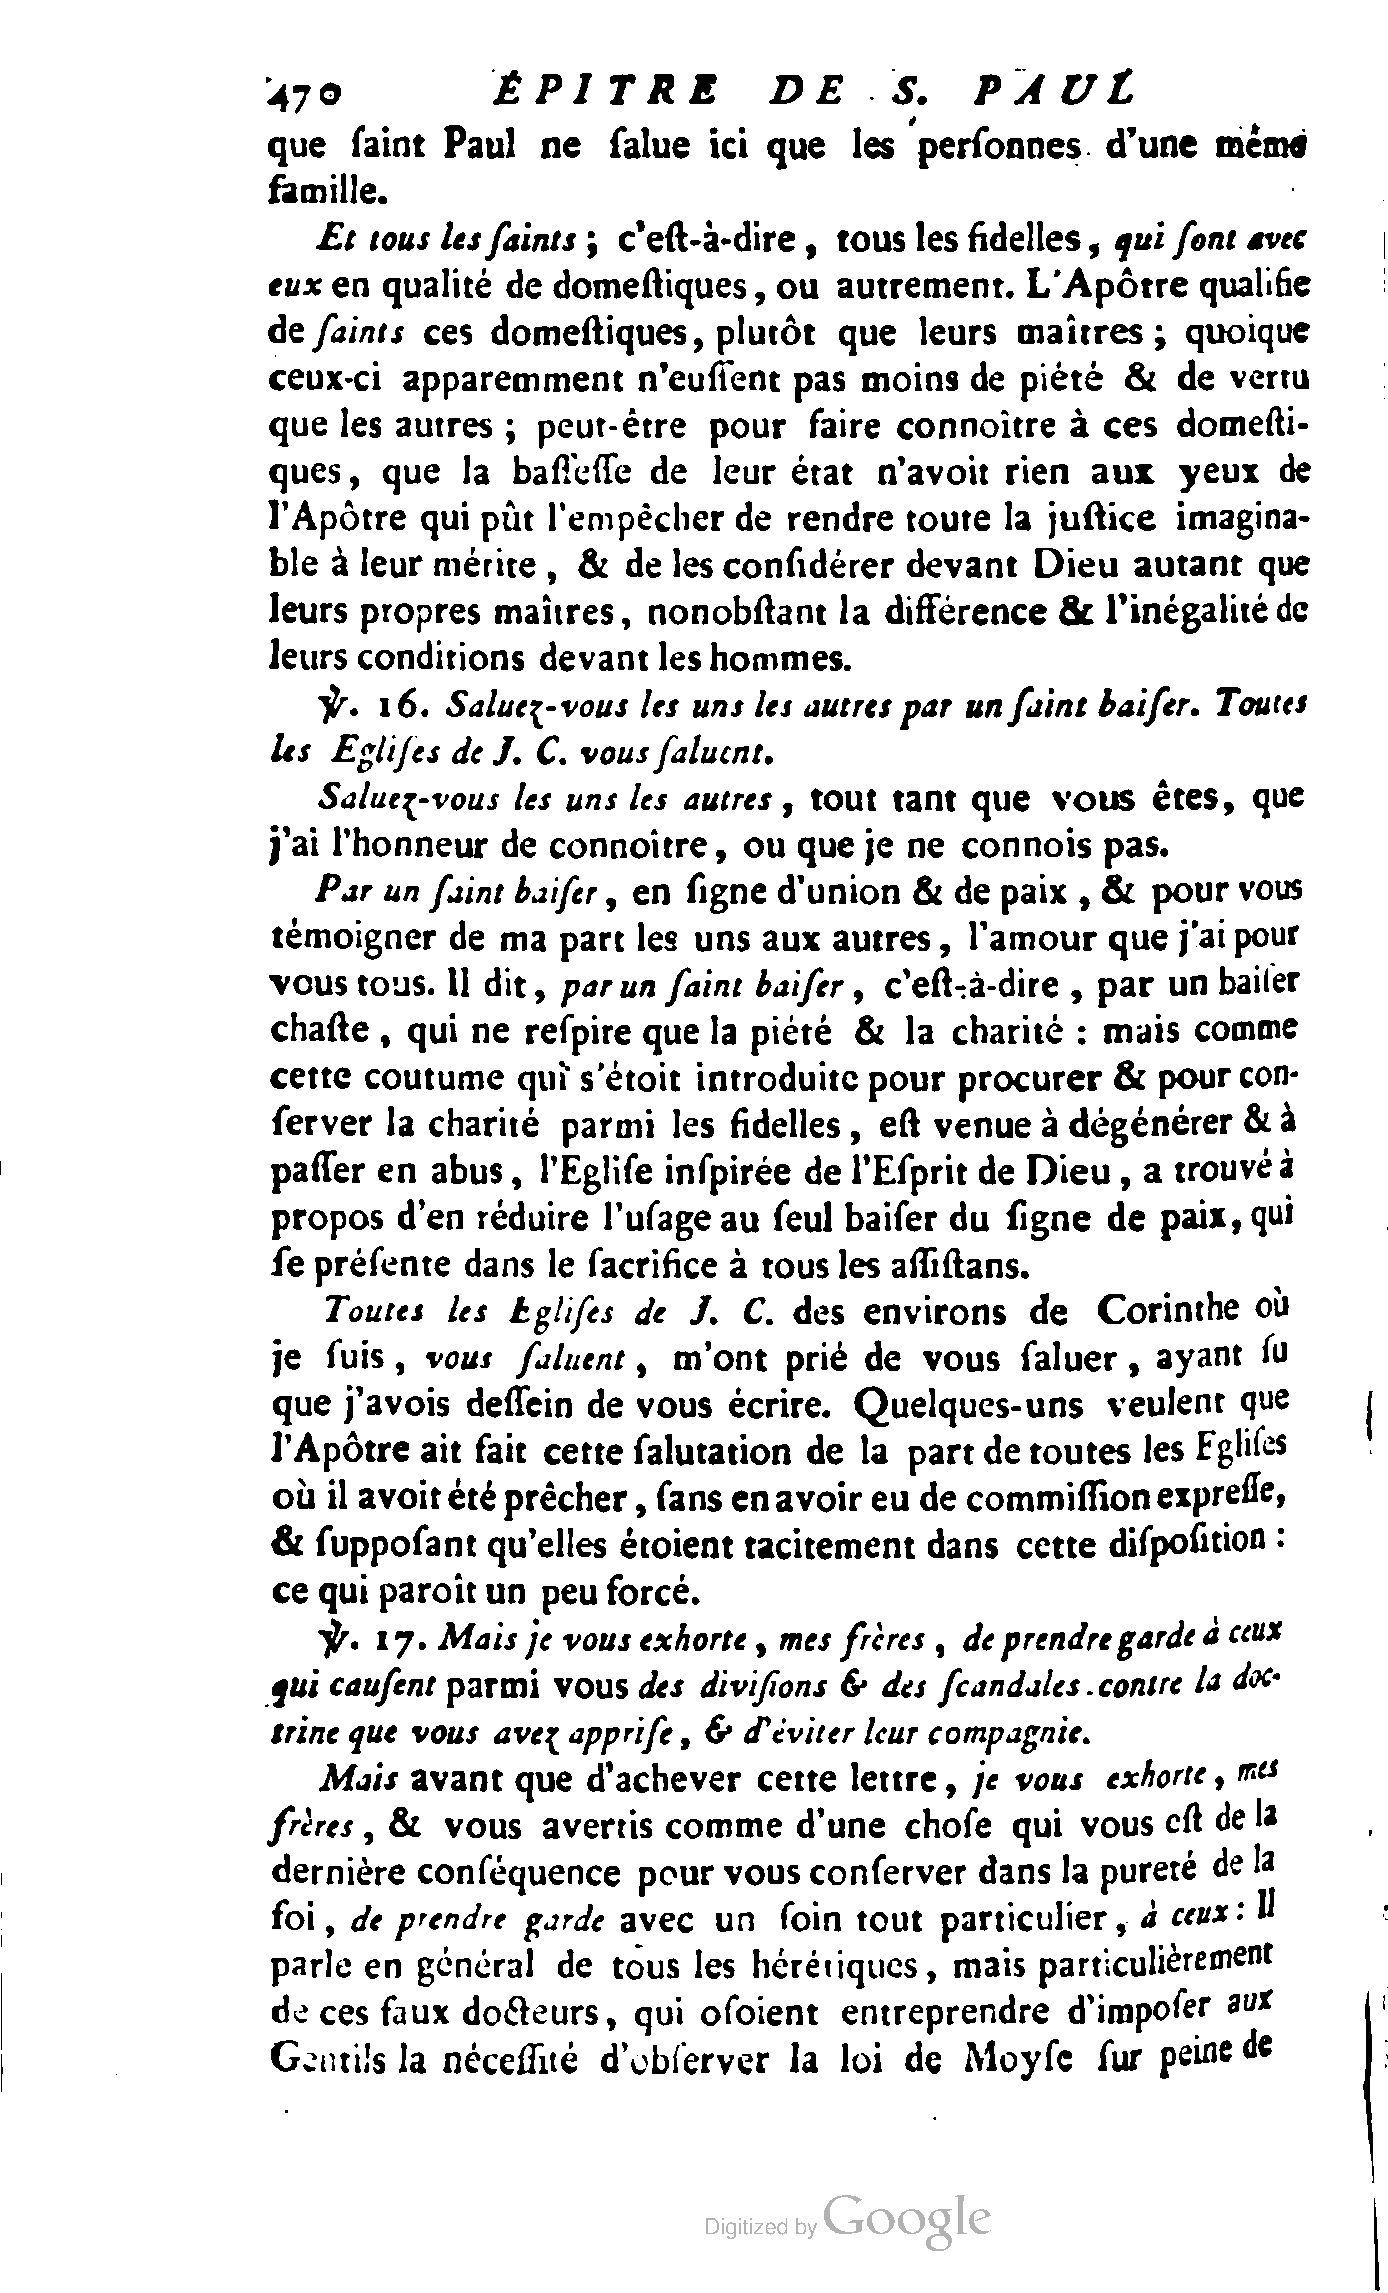 470 ÉPITRE DE S. PAUL
que ſaint Paul ne ſalue ici que les perſonnes d'une même
famille.
Et tous les ſaints ; c'eſt-à-dire , tous les fidelles , qui ſont avec
eux en qualité de domeſtiques , ou autrement. L'Apôtre qualifie
de ſaints ces domeſtiques, plutôt que leurs maîtres ; quoique
ceux-ci apparemment n'euſſent pas moins de piété & de vertu
que les autres ; peut-être pour faire connoître à ces domeſti-
ques, que la baſſeſſe de leur état n'avoit rien aux yeux de
l'Apôtre qui pût l'empêcher de rendre toute la juſtice imagina-
ble à leur mérite , & de les conſidérer devant Dieu autant que
leurs propres maîtres, nonobſtant la différence & l'inégalité de
leurs conditions devant les hommes.
℣. 16. Saluez-vous les uns les autres par un ſaint baiſer. Toutes
les Egliſes de J. C. vous ſaluent.
Saluez-vous les uns les autres , tout tant que vous êtes, que
j'ai l'honneur de connoître, ou que je ne connois pas.
Par un ſaint baiſer , en ſigne d'union & de paix , & pour vous
témoigner de ma part les uns aux autres, l'amour que j'ai pour
vous tous. Il dit, par un ſaint baiſer , c'eſt-à-dire , par un baiſer
chaſte , qui ne reſpire que la piété & la charité : mais comme
cette coutume qui s'étoit introduite pour procurer & pour con-
ſerver la charité parmi les fidelles , eſt venue à dégénérer & à
paſſer en abus, l'Egliſe inſpirée de l'Eſprit de Dieu , a trouvé à
propos d'en réduire l'uſage au ſeul baiſer du ſigne de paix, qui
ſe préſente dans le ſacrifice à tous les aſſiſtans.
Toutes les Egliſes de J. C. des environs de Corinthe où
je ſuis , vous ſaluent , m'ont prié de vous ſaluer , ayant ſu
que j'avois deſſein de vous écrire. Quelques-uns veulent que
l'Apôtre ait fait cette ſalutation de la part de toutes les Egliſes
où il avoit été prêcher , ſans en avoir eu de commiſſion expreſſe,
& ſuppoſant qu'elles étoient tacitement dans cette diſpoſition :
ce qui paroît un peu forcé.
℣. 17. Mais je vous exhorte , mes frères , de prendre garde à ceux
qui cauſent parmi vous des diviſions & des ſcandales contre la doc-
trine que vous avez appriſe , & d'éviter leur compagnie.
Mais avant que d'achever cette lettre , je vous exhorte , mes
frères , & vous avertis comme d'une choſe qui vous eſt de la
dernière conſéquence pour vous conſerver dans la pureté de la
foi , de prendre garde avec un ſoin tout particulier , à ceux : Il
parle en général de tous les hérétiques , mais particulièrement
de ces faux docteurs, qui oſoient entreprendre d'impoſer aux
Gentils la néceſſité d'obſerver la loi de Moyſe ſur peine de
Digitized by Google